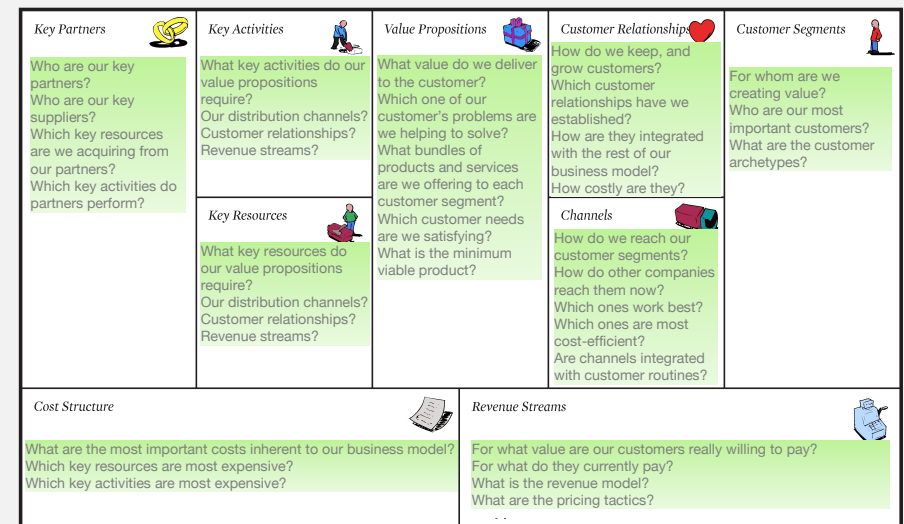 Key Partners
Who are our key
partners?
Who are our key
suppliers?
Which key resources
are we acquiring from
our partners?
Which key activities do
partners perform?
Key Activities
What key activities do our
value propositions
require?
Our distribution channels?
Customer relationships?
Revenue streams?
Key Resources
What key resources do
our value propositions
require?
Our distribution channels?
Customer relationships?
Revenue streams?
Value Propositions
What value do we deliver
to the customer?
Which one of our
customer's problems are
we helping to solve?
What bundles of
products and services
are we offering to each
customer segment?
Which customer needs
are we satisfying?
What is the minimum
viable product?
Customer Relationships
How do we keep, and
grow customers?
Which customer
relationships have we
established?
How are they integrated
with the rest of our
business model?
How costly are they?
Channels
How do we reach our
customer segments?
How do other companies
reach them now?
Which ones work best?
Which ones are most
cost-efficient?
Are channels integrated
with customer routines?
Customer Segments
For whom are we
creating value?
Who are our most
important customers?
What are the customer
archetypes?
Cost Structure
What are the most important costs inherent to our business model?
Which key resources are most expensive?
Which key activities are most expensive?
Revenue Streams
For what value are our customers really willing to pay?
For what do they currently pay?
What is the revenue model?
What are the pricing tactics?